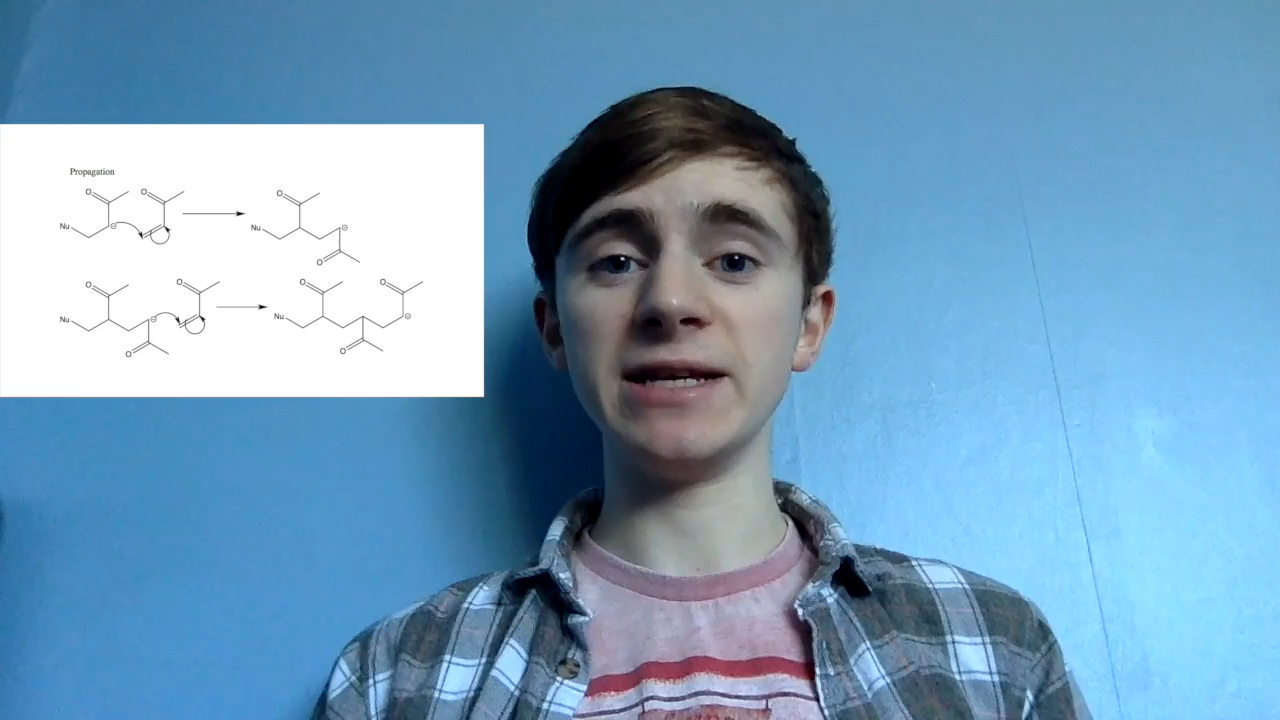 Propagation
O O O
Nu ⊖ Nu ⊖
O
O O O O
Nu ⊖ Nu ⊖
O O